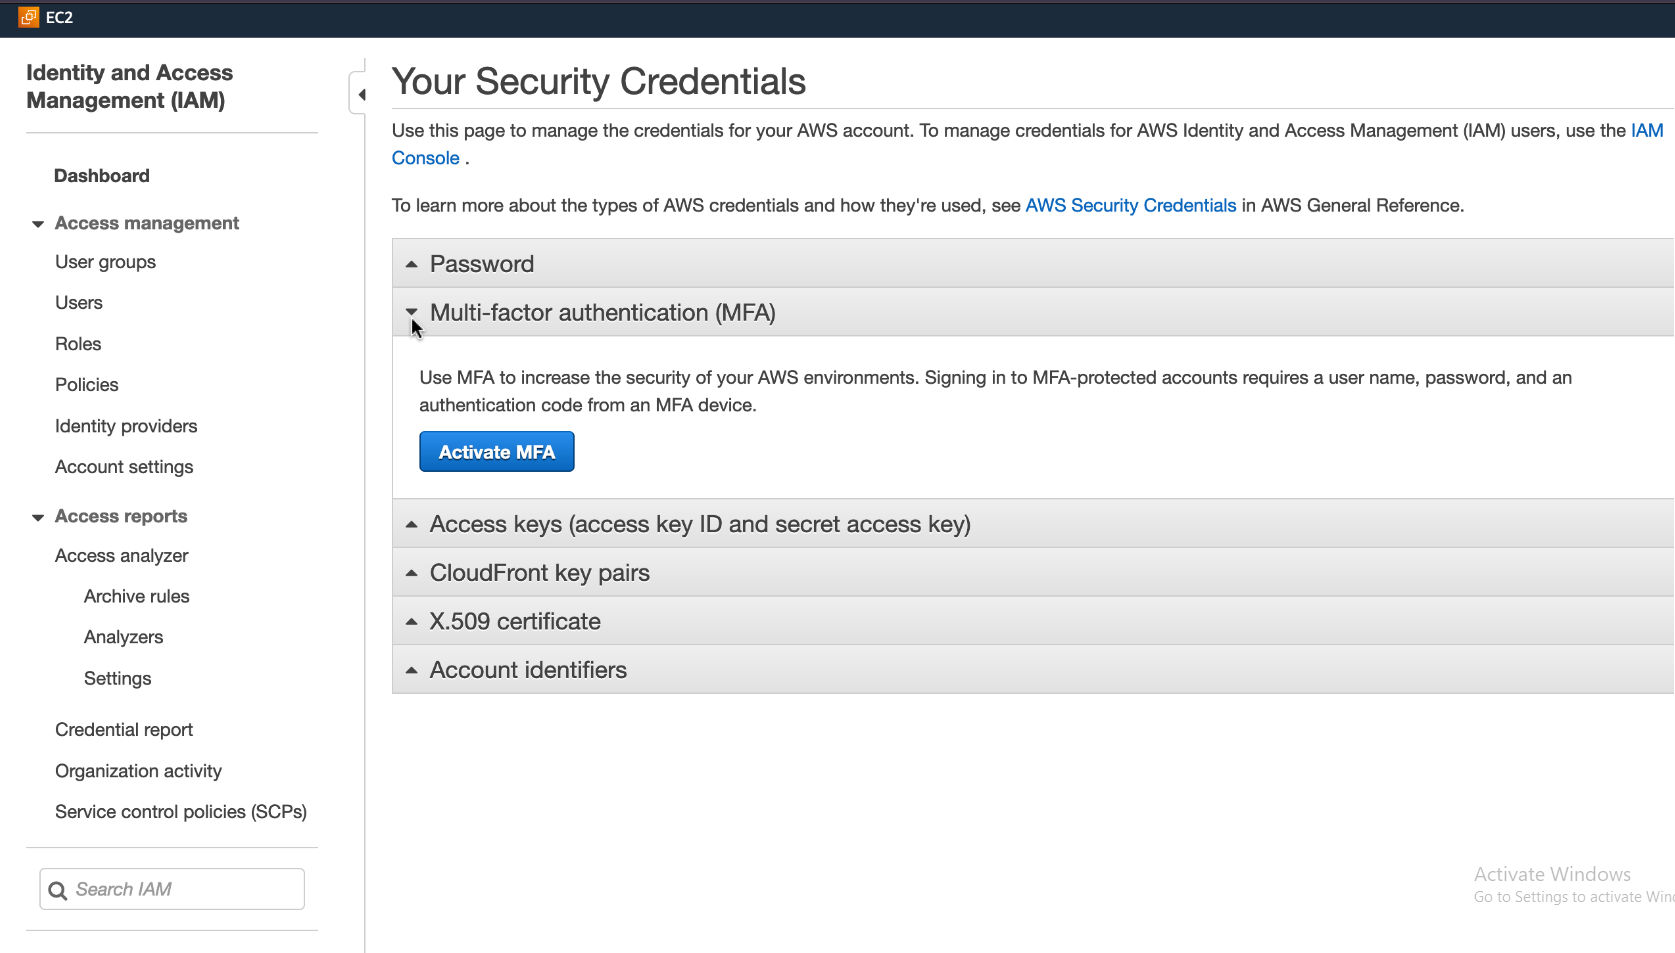 EC2
Identity and Access
Management (IAM)
Dashboard
Access management
User groups
Users
Roles
Policies
Identity providers
Account settings
Access reports
Access analyzer
Archive rules
Analyzers
Settings
Credential report
Organization activity
Service control policies (SCPs)
Search IAM
Your Security Credentials
Use this page to manage the credentials for your AWS account. To manage credentials for AWS Identity and Access Management (IAM) users, use the IAM
Console .
To learn more about the types of AWS credentials and how they're used, see AWS Security Credentials in AWS General Reference.
Password
Multi-factor authentication (MFA)
Use MFA to increase the security of your AWS environments. Signing in to MFA-protected accounts requires a user name, password, and an
authentication code from an MFA device.
Activate MFA
Access keys (access key ID and secret access key)
CloudFront key pairs
X.509 certificate
Account identifiers
Activate Windows
Go to Settings to activate